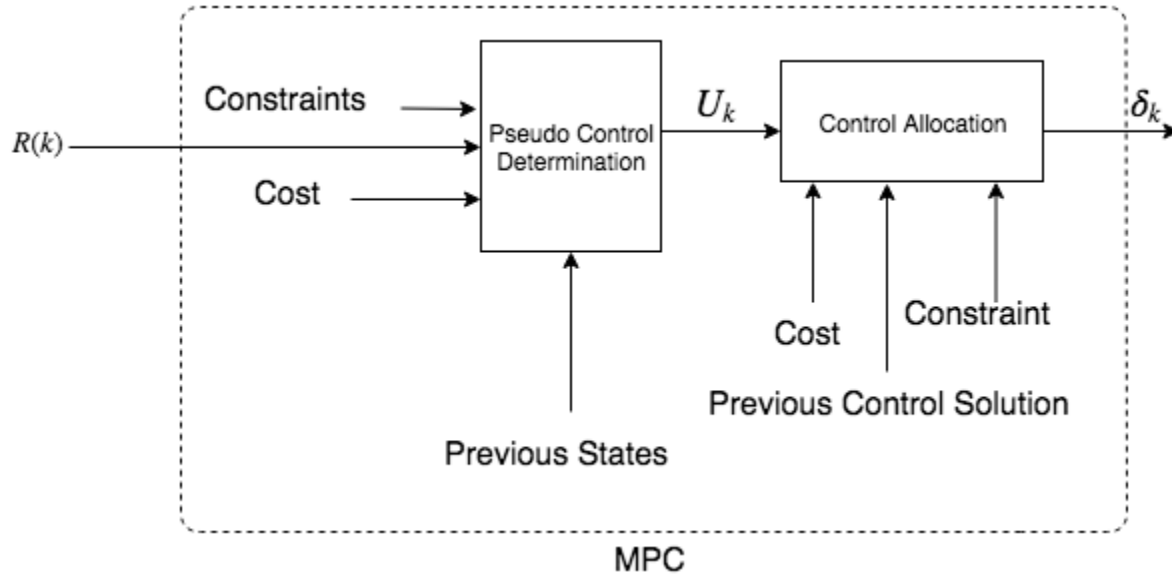 Constraints
R(k)
Cost
Pseudo Control
Determination
U_k
Control Allocation
δ_k
Cost
Constraint
Previous Control Solution
Previous States
MPC